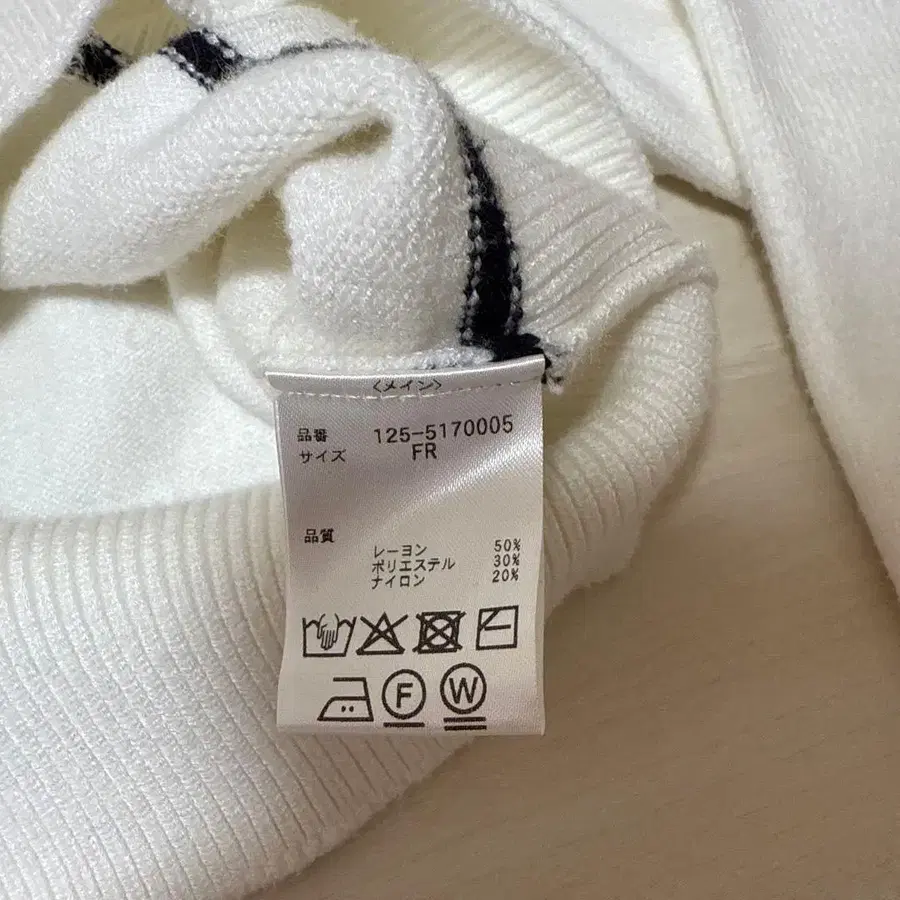 〈メイン〉
品番 125-5170005
サイズ FR
品質
レーヨン 50%
ポリエステル 30%
ナイロン 20%
F W